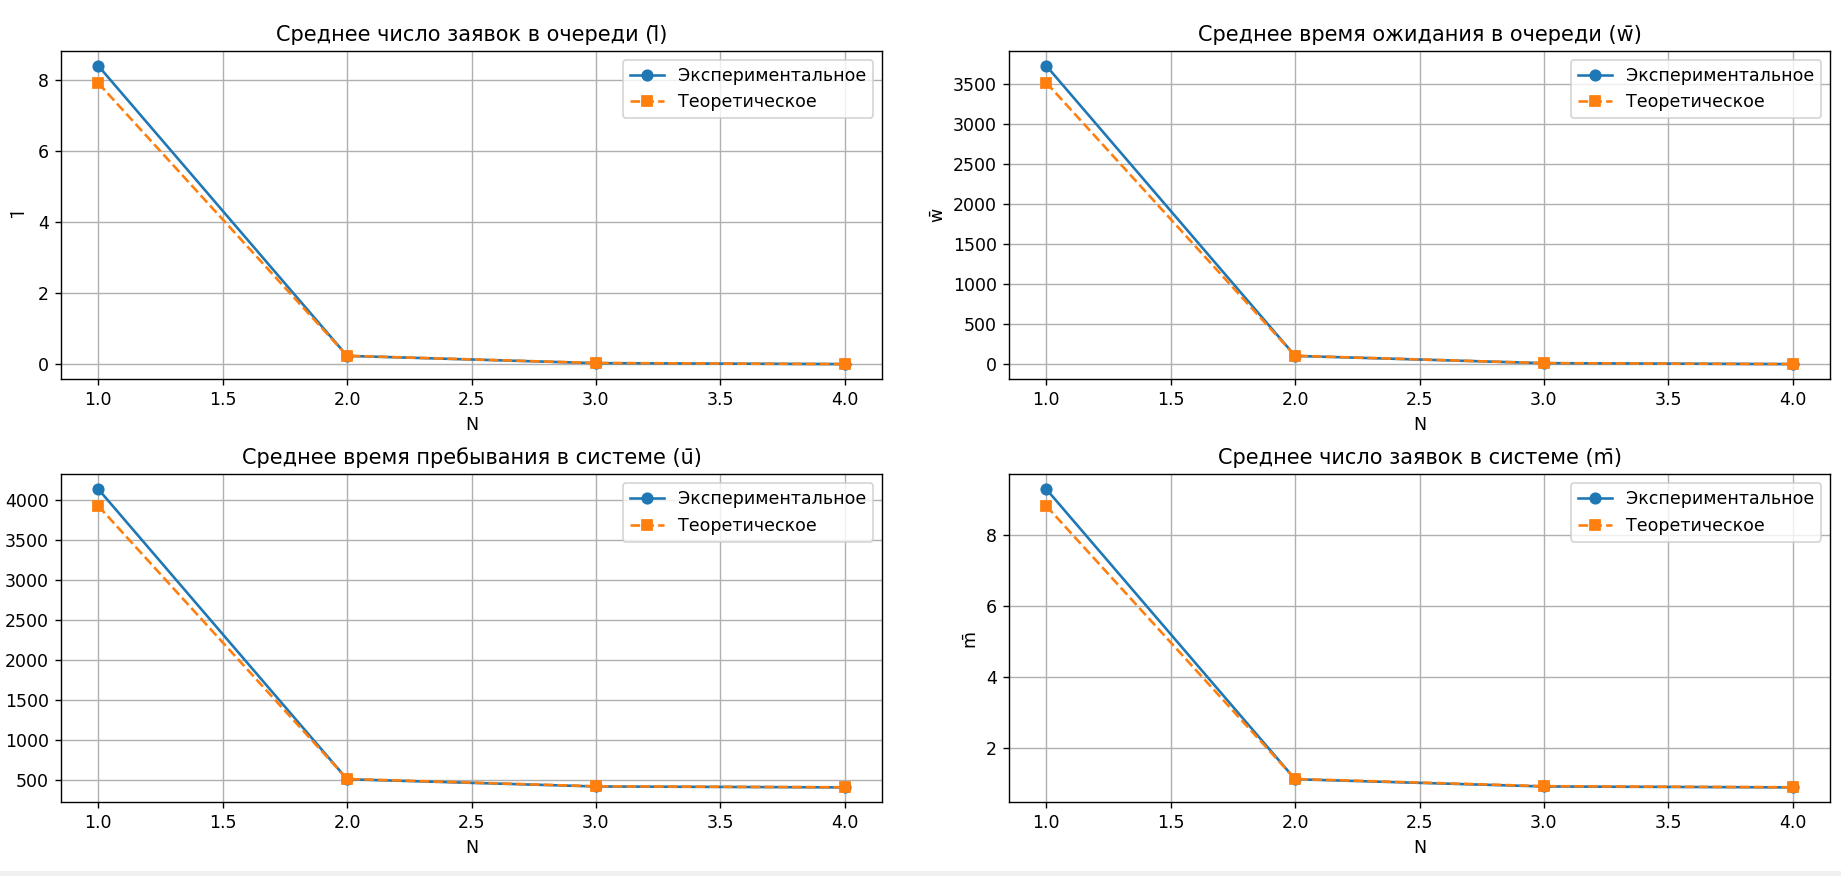 Среднее число заявок в очереди (l̄)
8
6
4
2
0
l̄
1.0 1.5 2.0 2.5 3.0 3.5 4.0
N
Экспериментальное
Теоретическое
Среднее время ожидания в очереди (w̄)
3500
3000
2500
2000
1500
1000
500
0
w̄
1.0 1.5 2.0 2.5 3.0 3.5 4.0
N
Экспериментальное
Теоретическое
Среднее время пребывания в системе (ū)
4000
3500
3000
2500
2000
1500
1000
500
1.0 1.5 2.0 2.5 3.0 3.5 4.0
N
Экспериментальное
Теоретическое
Среднее число заявок в системе (m̄)
8
6
4
2
m̄
1.0 1.5 2.0 2.5 3.0 3.5 4.0
N
Экспериментальное
Теоретическое